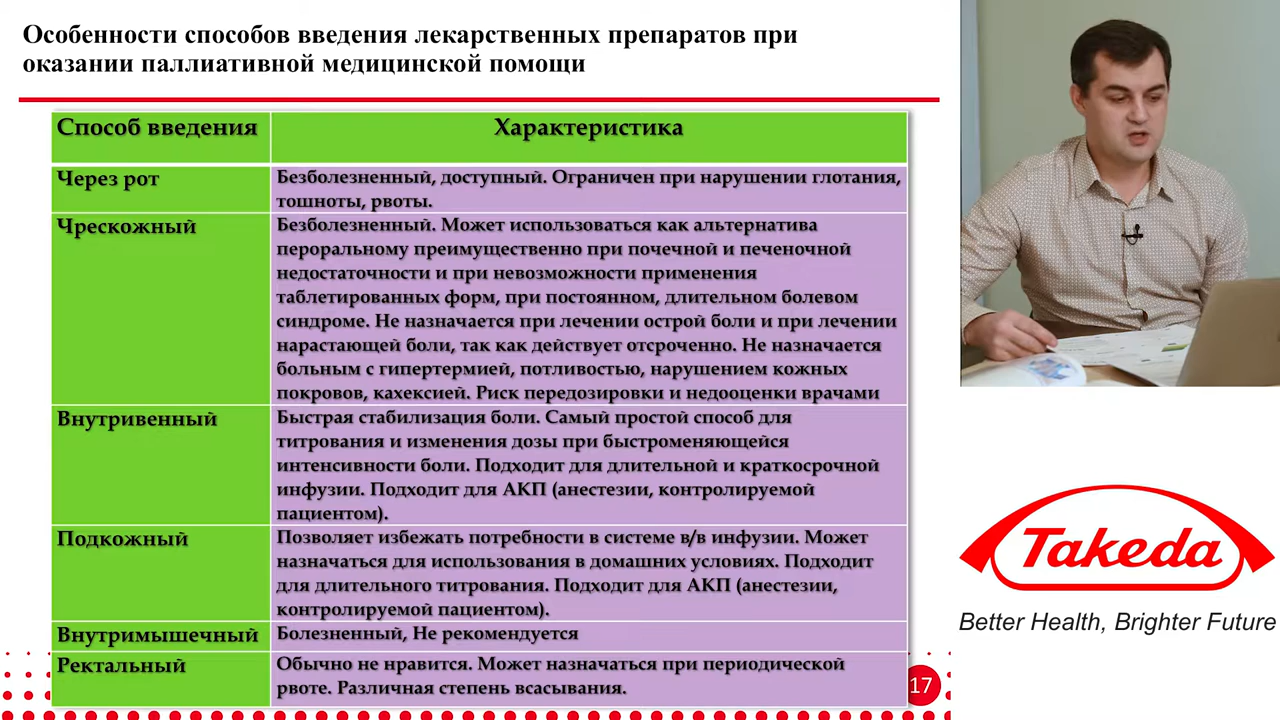 Особенности способов введения лекарственных препаратов при
оказании паллиативной медицинской помощи
Способ введения
Характеристика
Через рот
Безболезненный, доступный. Ограничен при нарушении глотания,
тошноты, рвоты.
Чрескожный
Безболезненный. Может использоваться как альтернатива
пероральному преимущественно при почечной и печеночной
недостаточности и при невозможности применения
таблетированных форм, при постоянном, длительном болевом
синдроме. Не назначается при лечении острой боли и при лечении
нарастающей боли, так как действует отсроченно. Не назначается
больным с гипертермией, потливостью, нарушением кожных
покровов, кахексией. Риск передозировки и недооценки врачами
Внутривенный
Быстрая стабилизация боли. Самый простой способ для
титрования и изменения дозы при быстроменяющейся
интенсивности боли. Подходит для длительной и краткосрочной
инфузии. Подходит для АКП (анестезии, контролируемой
пациентом).
Подкожный
Позволяет избежать потребности в системе в/в инфузии. Может
назначаться для использования в домашних условиях. Подходит
для длительного титрования. Подходит для АКП (анестезии,
контролируемой пациентом).
Внутримышечный
Болезненный, Не рекомендуется
Ректальный
Обычно не нравится. Может назначаться при периодической
рвоте. Различная степень всасывания.
17
Takeda
Better Health, Brighter Future